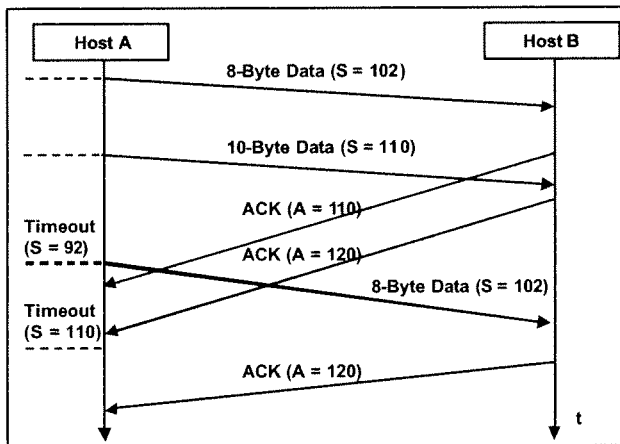 Host A
Host B
8-Byte Data (S = 102)
10-Byte Data (S = 110)
ACK (A = 110)
Timeout
(S = 92)
ACK (A = 120)
8-Byte Data (S = 102)
Timeout
(S = 110)
ACK (A = 120)
t